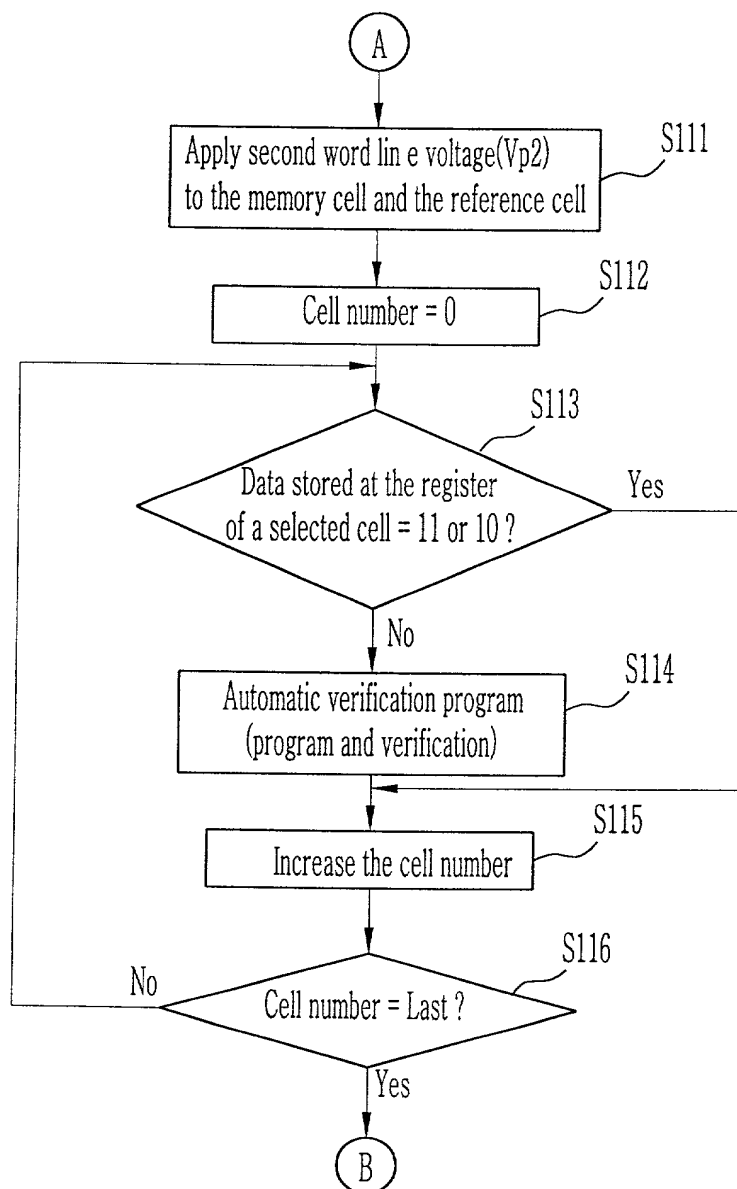 A
Apply second word lin e voltage(Vp2)
to the memory cell and the reference cell
S111
Cell number = 0
S112
S113
Data stored at the register
of a selected cell = 11 or 10 ?
Yes
No
Automatic verification program
(program and verification)
S114
Increase the cell number
S115
S116
Cell number = Last ?
No
Yes
B